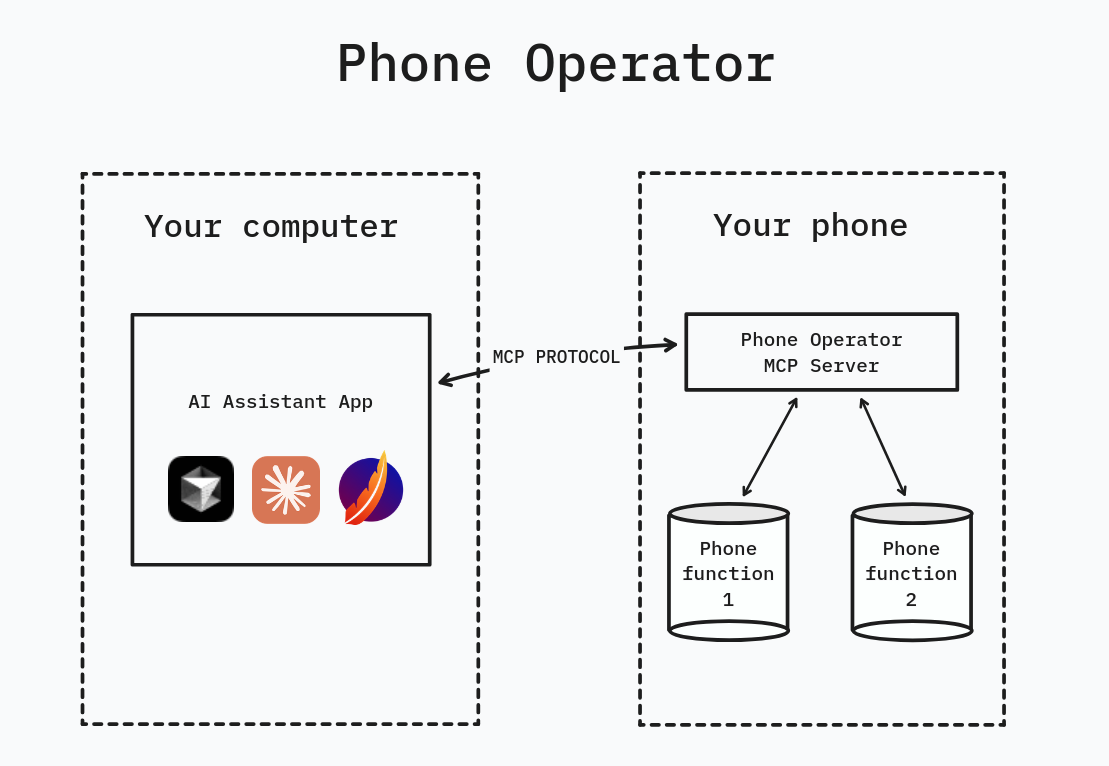 Phone Operator
Your computer
Your phone
AI Assistant App
MCP PROTOCOL
Phone Operator
MCP Server
Phone
function
1
Phone
function
2